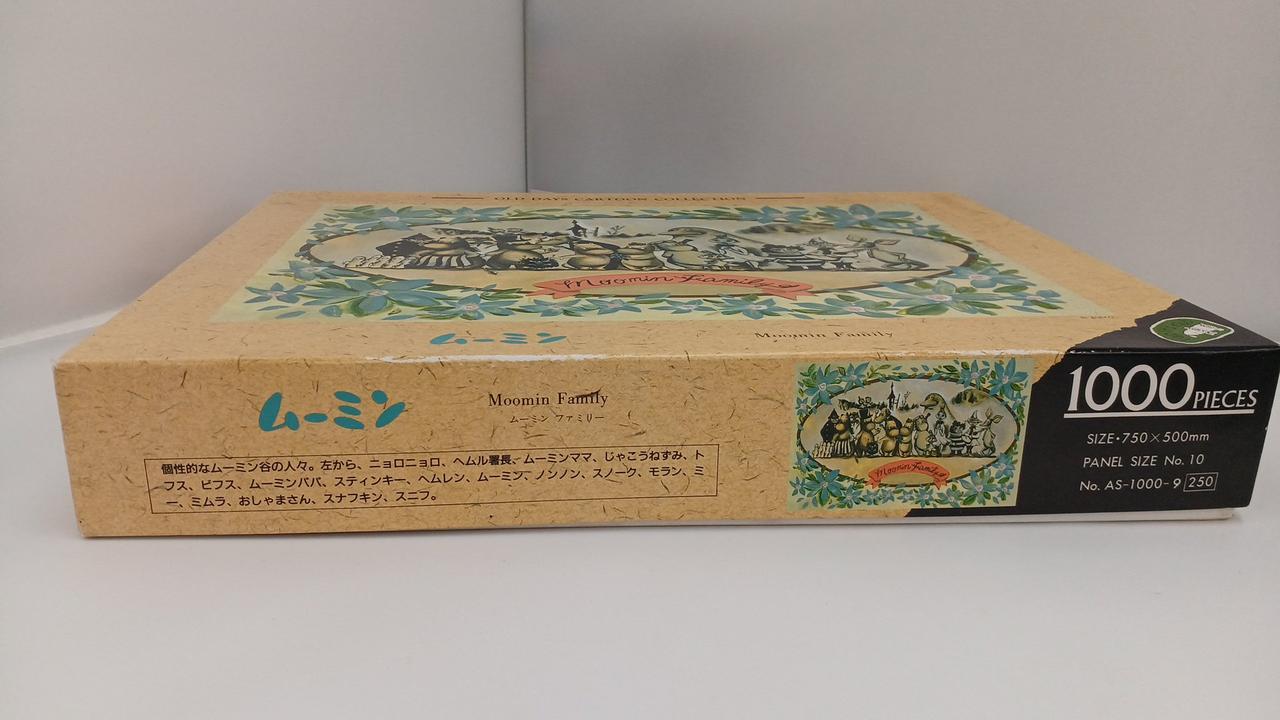 OLD DAYS CARTOON COLLECTION
Moomin Family
ムーミン
Moomin Family
ムーミン
Moomin Family
ムーミン ファミリー
個性的なムーミン谷の人々。左から、ニョロニョロ、ヘムル署長、ムーミンママ、じゃこうねずみ、ト
フス、ビフス、ムーミンパパ、スティンキー、ヘムレン、ムーミン、ノンノン、スノーク、モラン、ミ
ー、ミムラ、おしゃまさん、スナフキン、スニフ。
Moomin Family
1000 PIECES
SIZE・750×500mm
PANEL SIZE No. 10
No. AS-1000-9 250